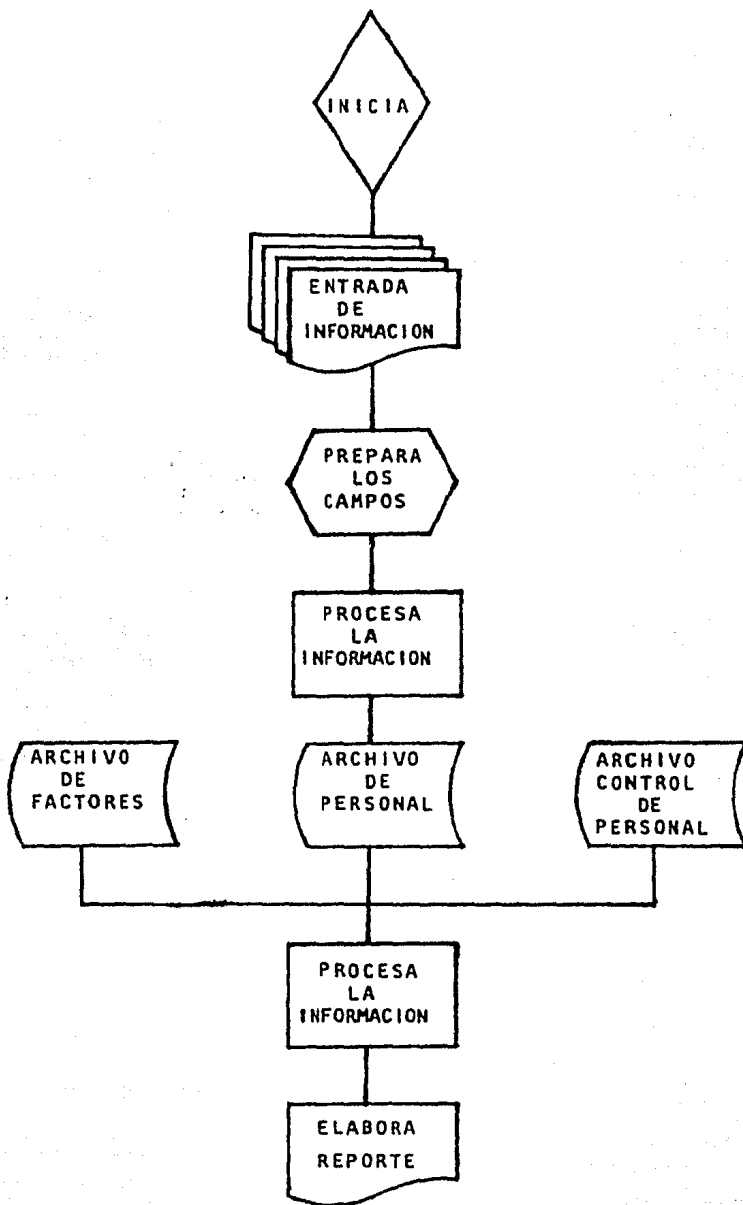 INICIA
ENTRADA
DE
INFORMACION
PREPARA
LOS
CAMPOS
PROCESA
LA
INFORMACION
ARCHIVO
DE
FACTORES
ARCHIVO
DE
PERSONAL
ARCHIVO
CONTROL
DE
PERSONAL
PROCESA
LA
INFORMACION
ELABORA
REPORTE